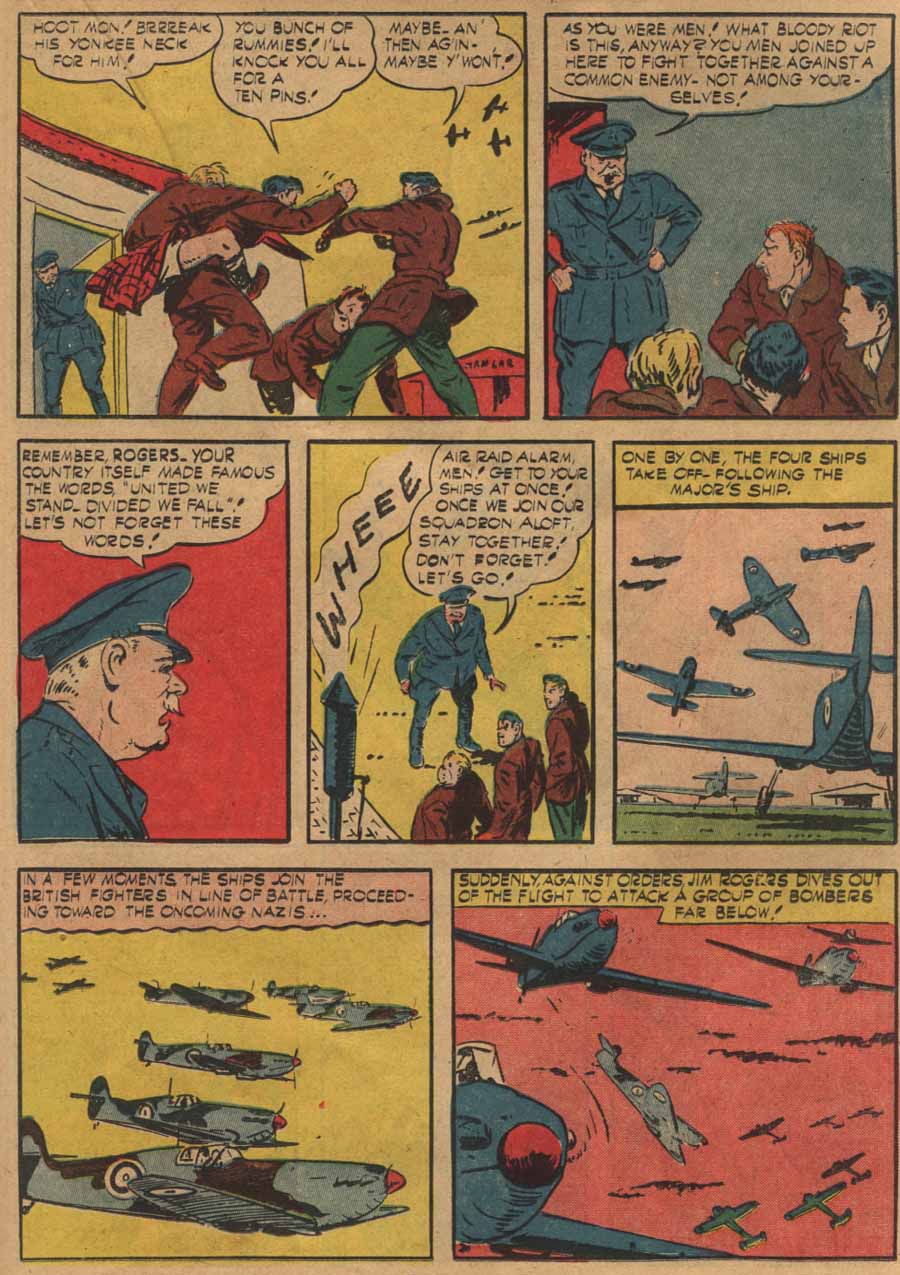 HOOT MON! BRRREAK
HIS YONKEE NECK
FOR HIM!
YOU BUNCH OF
RUMMIES! I'LL
KNOCK YOU ALL
FOR A
TEN PINS!
MAYBE- AN'
THEN AG'IN-
MAYBE Y'WON'T!
AS YOU WERE MEN! WHAT BLOODY RIOT
IS THIS, ANYWAY? YOU MEN JOINED UP
HERE TO FIGHT TOGETHER AGAINST A
COMMON ENEMY- NOT AMONG YOUR-
SELVES!
REMEMBER, ROGERS- YOUR
COUNTRY ITSELF MADE FAMOUS
THE WORDS, "UNITED WE
STAND- DIVIDED WE FALL"!
LET'S NOT FORGET THESE
WORDS!
WHEEEE
AIR RAID ALARM,
MEN! GET TO YOUR
SHIPS AT ONCE!
ONCE WE JOIN OUR
SQUADRON ALOFT,
STAY TOGETHER!
DON'T FORGET!
LET'S GO!
ONE BY ONE, THE FOUR SHIPS
TAKE OFF- FOLLOWING THE
MAJOR'S SHIP.
IN A FEW MOMENTS, THE SHIPS JOIN THE
BRITISH FIGHTERS IN LINE OF BATTLE, PROCEED-
ING TOWARD THE ONCOMING NAZIS...
SUDDENLY, AGAINST ORDERS, JIM ROGERS DIVES OUT
OF THE FLIGHT TO ATTACK A GROUP OF BOMBERS
FAR BELOW!